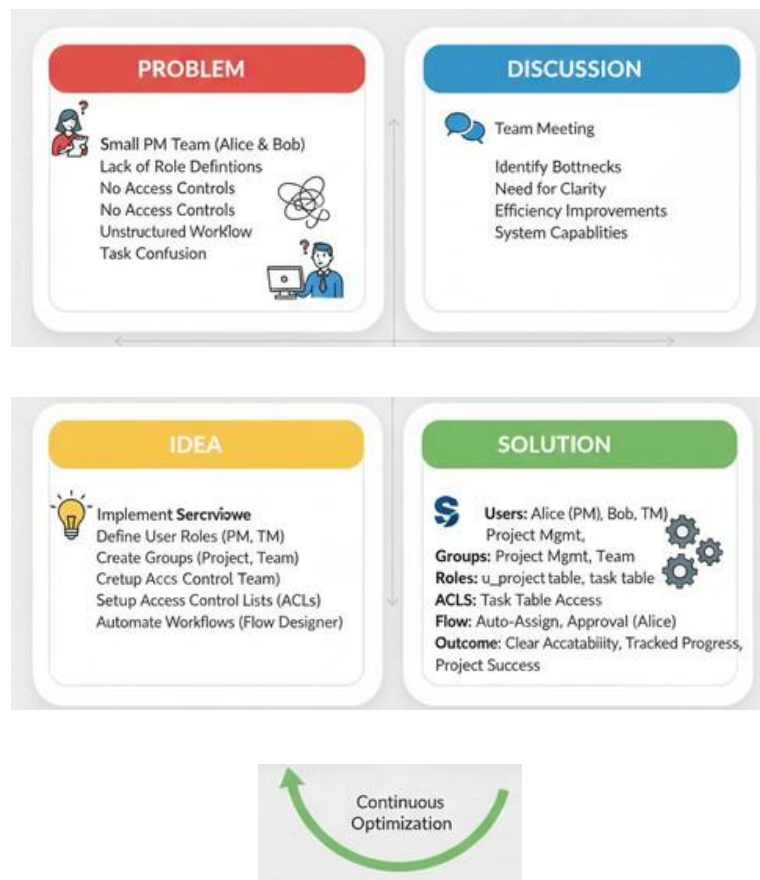 PROBLEM
Small PM Team (Alice & Bob)
Lack of Role Defintions
No Access Controls
No Access Controls
Unstructured Workflow
Task Confusion
DISCUSSION
Team Meeting
Identify Bottnecks
Need for Clarity
Efficiency Improvements
System Capablities
IDEA
Implement Sercrviowe
Define User Roles (PM, TM)
Create Groups (Project, Team)
Cretup Accs Control Team)
Setup Access Control Lists (ACLs)
Automate Workflows (Flow Designer)
SOLUTION
Users: Alice (PM), Bob, TM)
Project Mgmt,
Groups: Project Mgmt, Team
Roles: u_project table, task table
ACLS: Task Table Access
Flow: Auto-Assign, Approval (Alice)
Outcome: Clear Accatabiiity, Tracked Progress,
Project Success
Continuous
Optimization